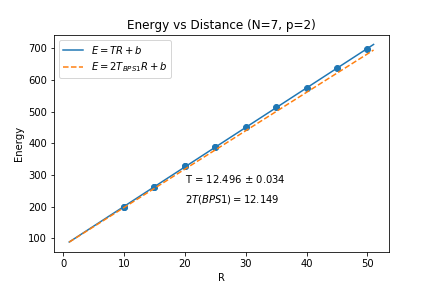 Energy vs Distance (N=7, p=2)
E = TR + b
E = 2T_{BPS1}R + b
700
600
500
400
300
200
100
Energy
T = 12.496 ± 0.034
2T(BPS1) = 12.149
0
10
20
30
40
50
R